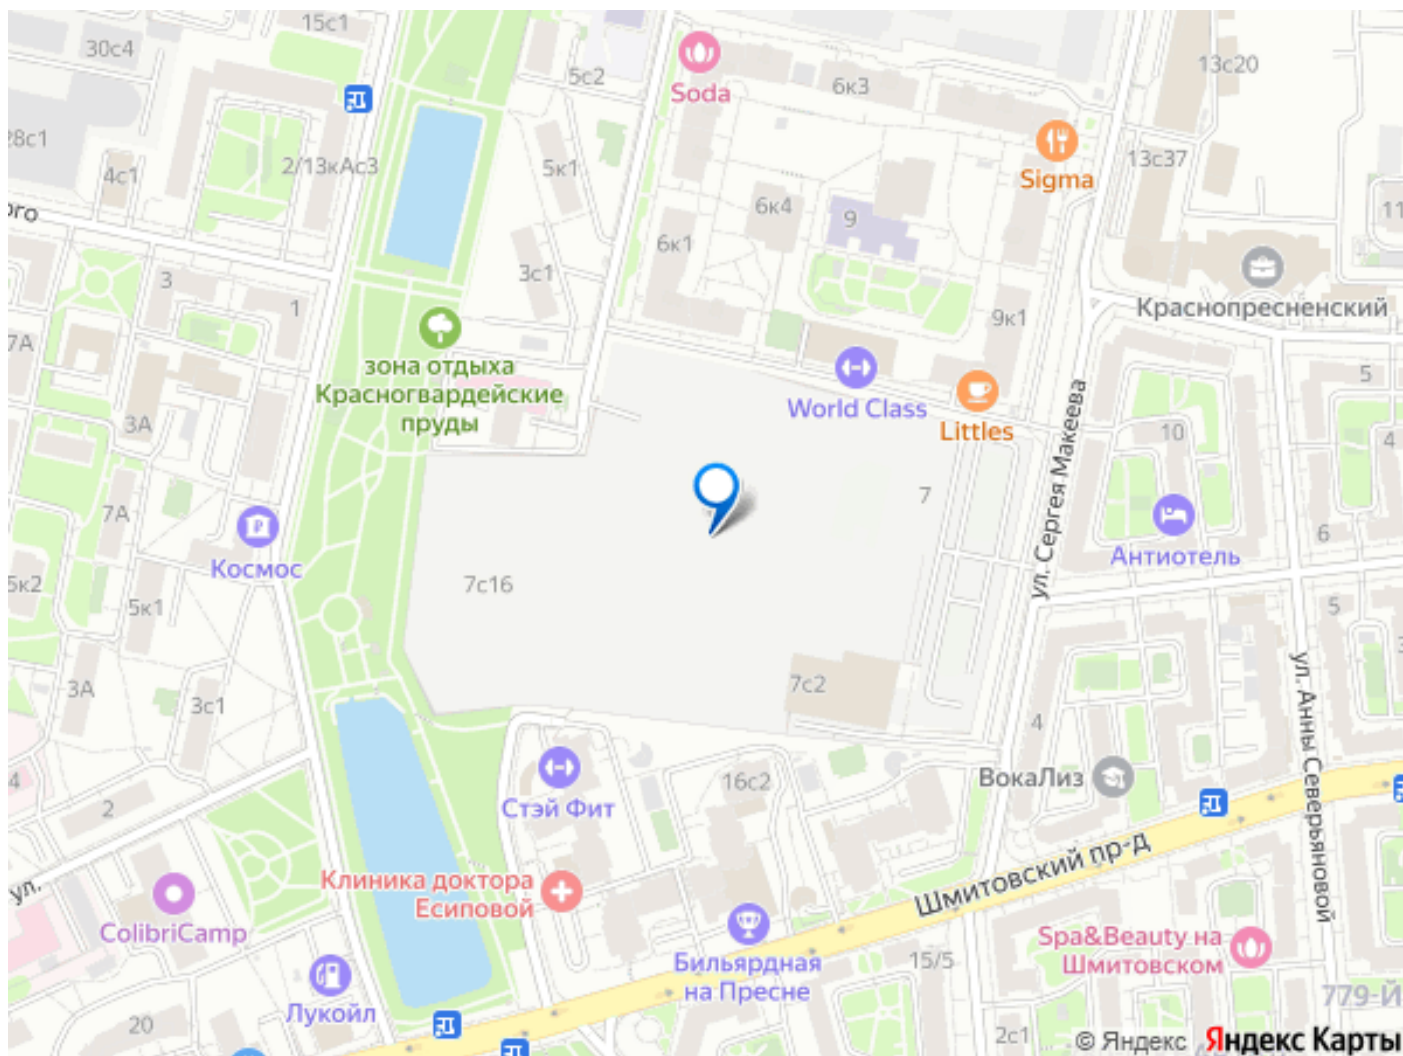 15с1
30с4
5с2
Soda
6к3
13с20
28с1
4с1
2/13кАс3
5к1
Sigma
13с37
ого
6к4
9
11
6к1
3с1
3
1
9к1
Краснопресненский
7А
зона отдыха
Красногвардейские
пруды
World Class
Littles
5
4
3А
10
ул. Сергея Макеева
7
7А
Антиотель
6
Космос
5к2
5к1
7с16
5
3А
3с1
7с2
4
ул. Анны Северьяновой
4
2
Стэй Фит
16с2
ВокаЛиз
Шмитовский пр-д
ул.
Клиника доктора
Есиповой
ColibriCamp
Бильярдная
на Пресне
15/5
Spa&Beauty на
Шмитовском
Лукойл
20
779-Й
2с1
© Яндекс Яндекс Карты